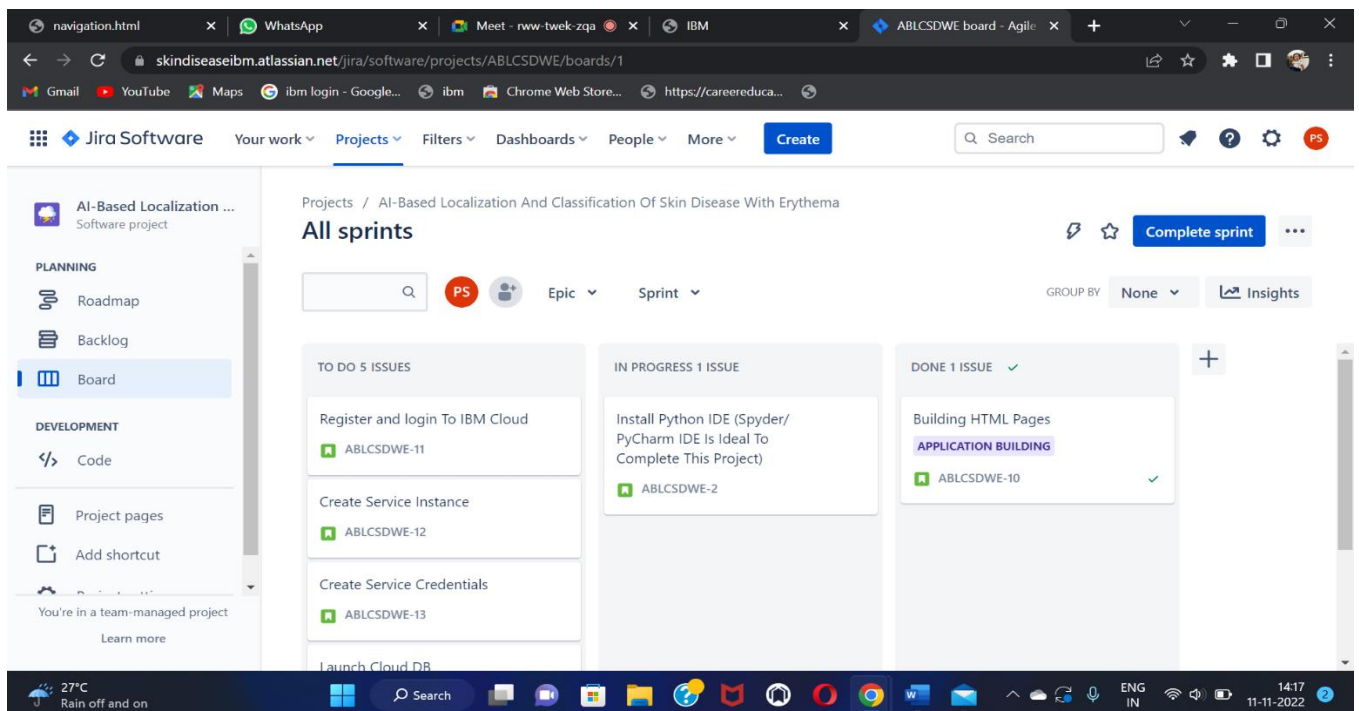 navigation.html
WhatsApp
Meet - rww-twek-zqa
IBM
ABLCSDWE board - Agile
skindiseaseibm.atlassian.net/jira/software/projects/ABLCSDWE/boards/1
Gmail
YouTube
Maps
ibm login - Google...
ibm
Chrome Web Store...
https://careereduca...
Jira Software
Your work
Projects
Filters
Dashboards
People
More
Create
Search
PS
AI-Based Localization ...
Software project
PLANNING
Roadmap
Backlog
Board
DEVELOPMENT
Code
Project pages
Add shortcut
You're in a team-managed project
Learn more
Projects / AI-Based Localization And Classification Of Skin Disease With Erythema
All sprints
Complete sprint
PS
Epic
Sprint
GROUP BY
None
Insights
TO DO 5 ISSUES
Register and login To IBM Cloud
ABLCSDWE-11
Create Service Instance
ABLCSDWE-12
Create Service Credentials
ABLCSDWE-13
Launch Cloud DB
IN PROGRESS 1 ISSUE
Install Python IDE (Spyder/
PyCharm IDE Is Ideal To
Complete This Project)
ABLCSDWE-2
DONE 1 ISSUE
Building HTML Pages
APPLICATION BUILDING
ABLCSDWE-10
27°C
Rain off and on
Search
ENG
IN
14:17
11-11-2022
2